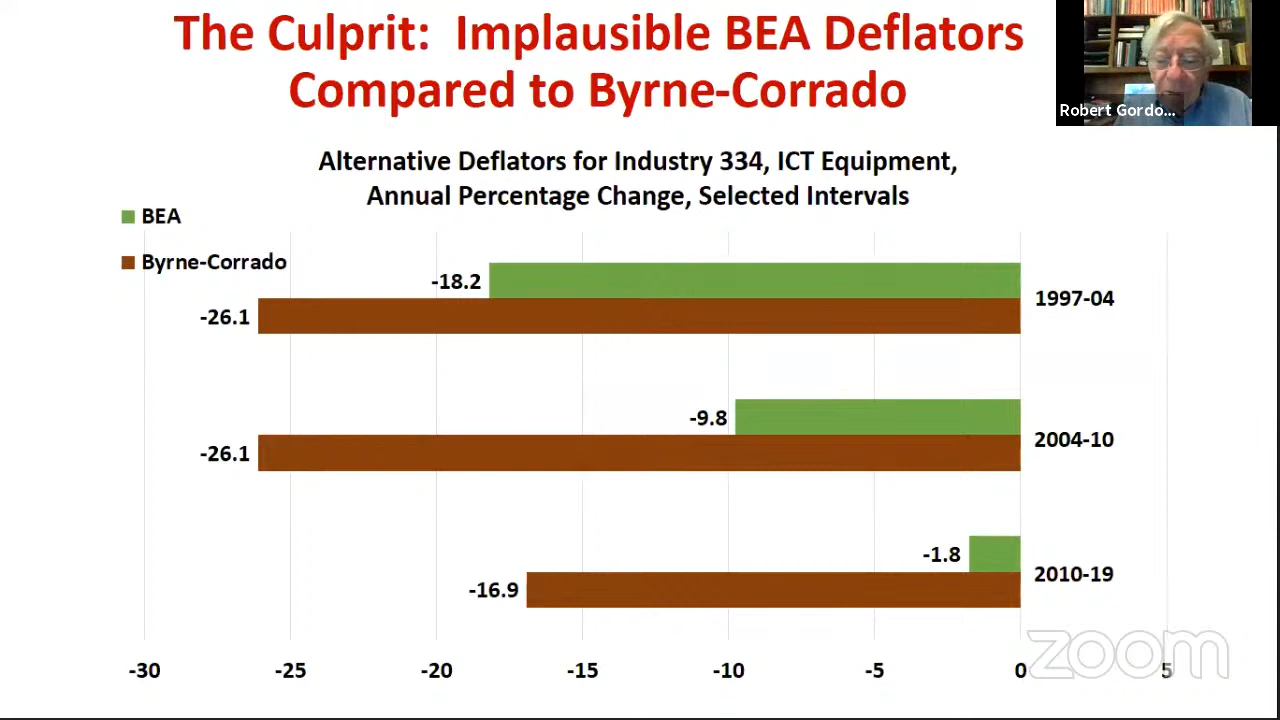 The Culprit:  Implausible BEA Deflators
Compared to Byrne-Corrado
Robert Gordo...
Alternative Deflators for Industry 334, ICT Equipment,
Annual Percentage Change, Selected Intervals
BEA
Byrne-Corrado
-18.2
-26.1
1997-04
-9.8
-26.1
2004-10
-1.8
-16.9
2010-19
-30 -25 -20 -15 -10 -5 0 5
zoom